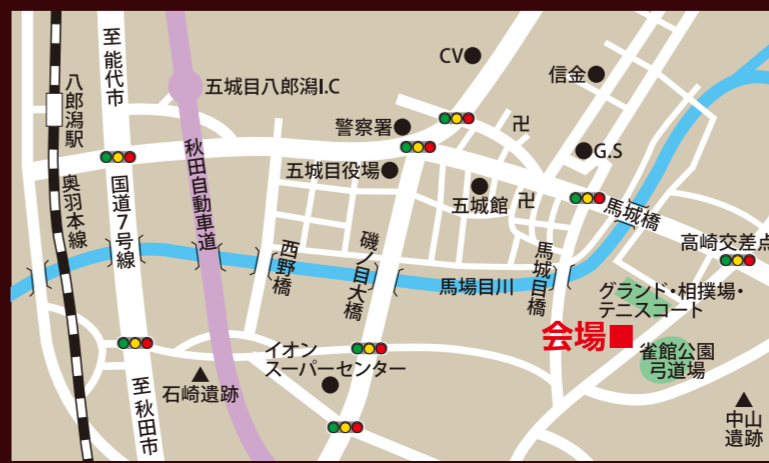 至
能代市
八郎潟駅
奥羽本線
国道7号線
至
秋田市
五城目八郎潟I.C
秋田自動車道
CV
信金
警察署
卍
G.S
五城目役場
五城館
卍
馬城橋
高崎交差点
西野橋
磯ノ目大橋
馬場目川
馬城目橋
グランド・相撲場・
テニスコート
会場
雀館公園
弓道場
イオン
スーパーセンター
石崎遺跡
中山
遺跡